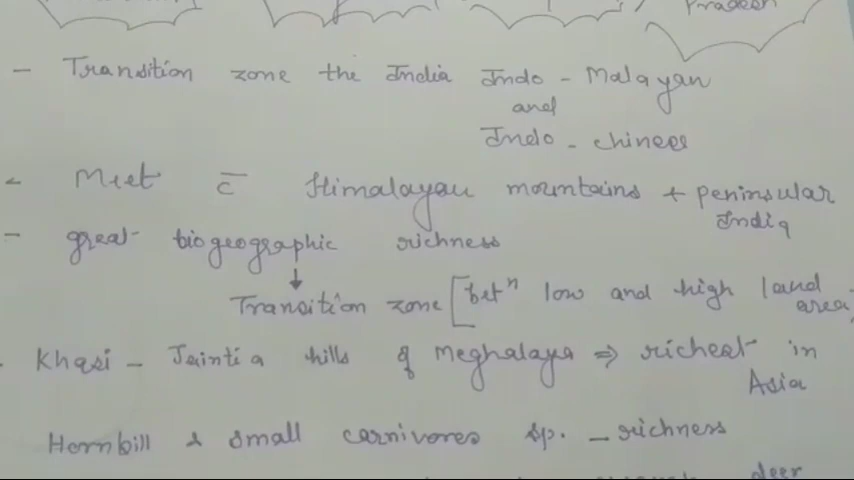 Pradesh
- Transition zone the India Indo - Malayan
and
Indo - chinees
- Meet c̅ Himalayan mountains + peninsular
India
- great biogeographic richness
↓
Transition zone [betⁿ low and high land
area
- Khasi - Jaintia hills of Meghalaya ⇒ richest in
Asia
Hornbill & small carnivores sp. - richness
deer